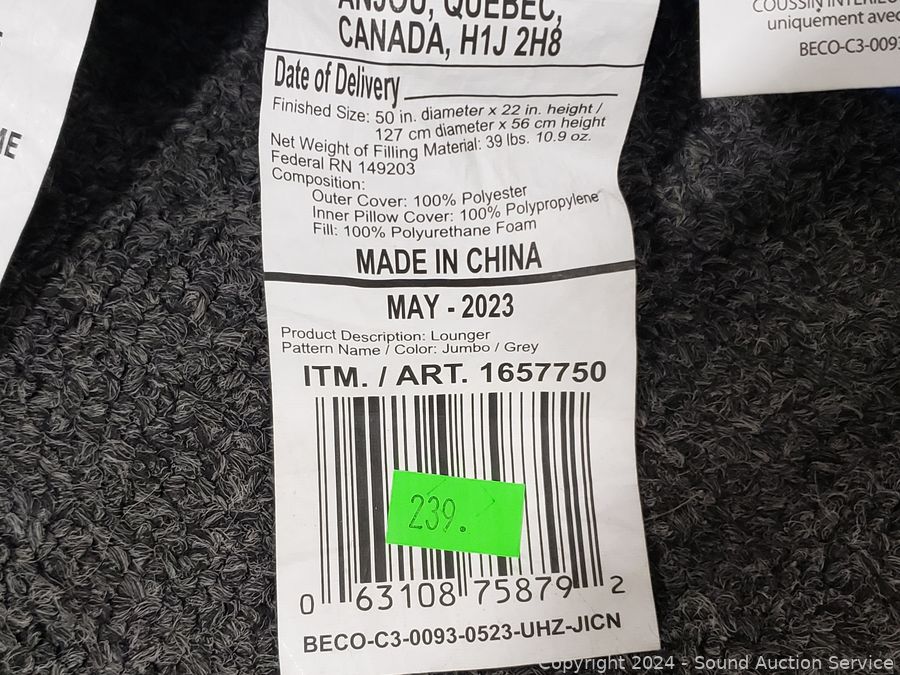 ANJOU, QUEBEC,
CANADA, H1J 2H8
Date of Delivery
Finished Size: 50 in. diameter x 22 in. height /
127 cm diameter x 56 cm height
Net Weight of Filling Material: 39 lbs. 10.9 oz.
Federal RN 149203
Composition:
Outer Cover: 100% Polyester
Inner Pillow Cover: 100% Polypropylene
Fill: 100% Polyurethane Foam
MADE IN CHINA
MAY - 2023
Product Description: Lounger
Pattern Name / Color: Jumbo / Grey
ITM. / ART. 1657750
239.
0 63108 75879 2
BECO-C3-0093-0523-UHZ-JICN
COUSSIN
uniquement avec
BECO-C3-0093
ME
Copyright 2024 - Sound Auction Service